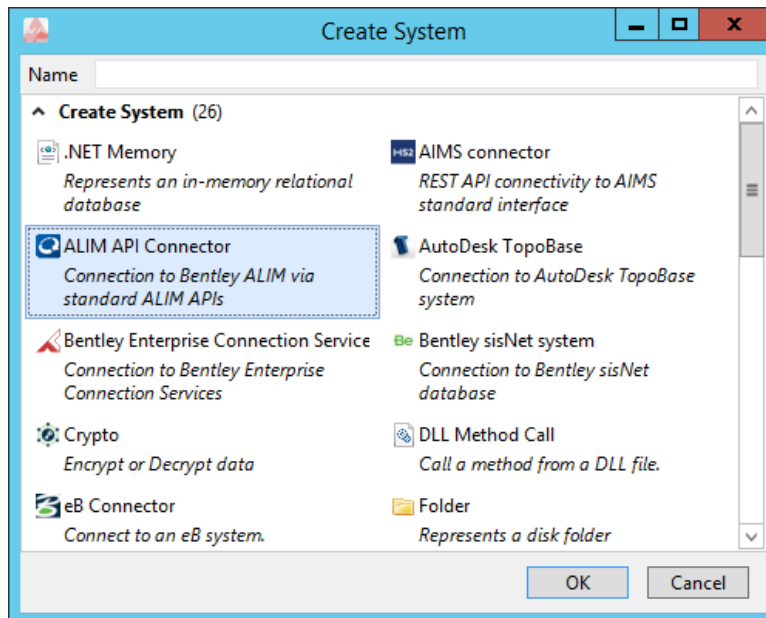 Create System
Name
Create System (26)
.NET Memory
Represents an in-memory relational
database
HS2 AIMS connector
REST API connectivity to AIMS
standard interface
ALIM API Connector
Connection to Bentley ALIM via
standard ALIM APIs
AutoDesk TopoBase
Connection to AutoDesk TopoBase
system
Bentley Enterprise Connection Service
Connection to Bentley Enterprise
Connection Services
Be Bentley sisNet system
Connection to Bentley sisNet
database
Crypto
Encrypt or Decrypt data
DLL Method Call
Call a method from a DLL file.
eB Connector
Connect to an eB system.
Folder
Represents a disk folder
OK
Cancel